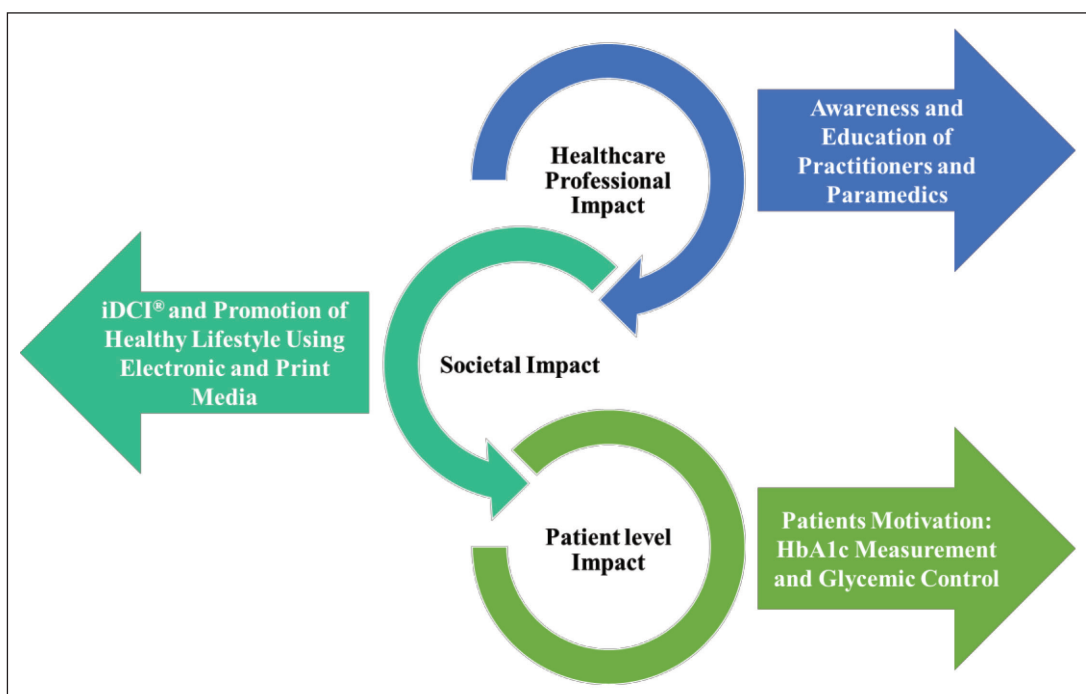 Healthcare
Professional
Impact
Awareness and
Education of
Practitioners and
Paramedics
iDCI® and Promotion of
Healthy Lifestyle Using
Electronic and Print
Media
Societal Impact
Patient level
Impact
Patients Motivation:
HbA1c Measurement
and Glycemic Control